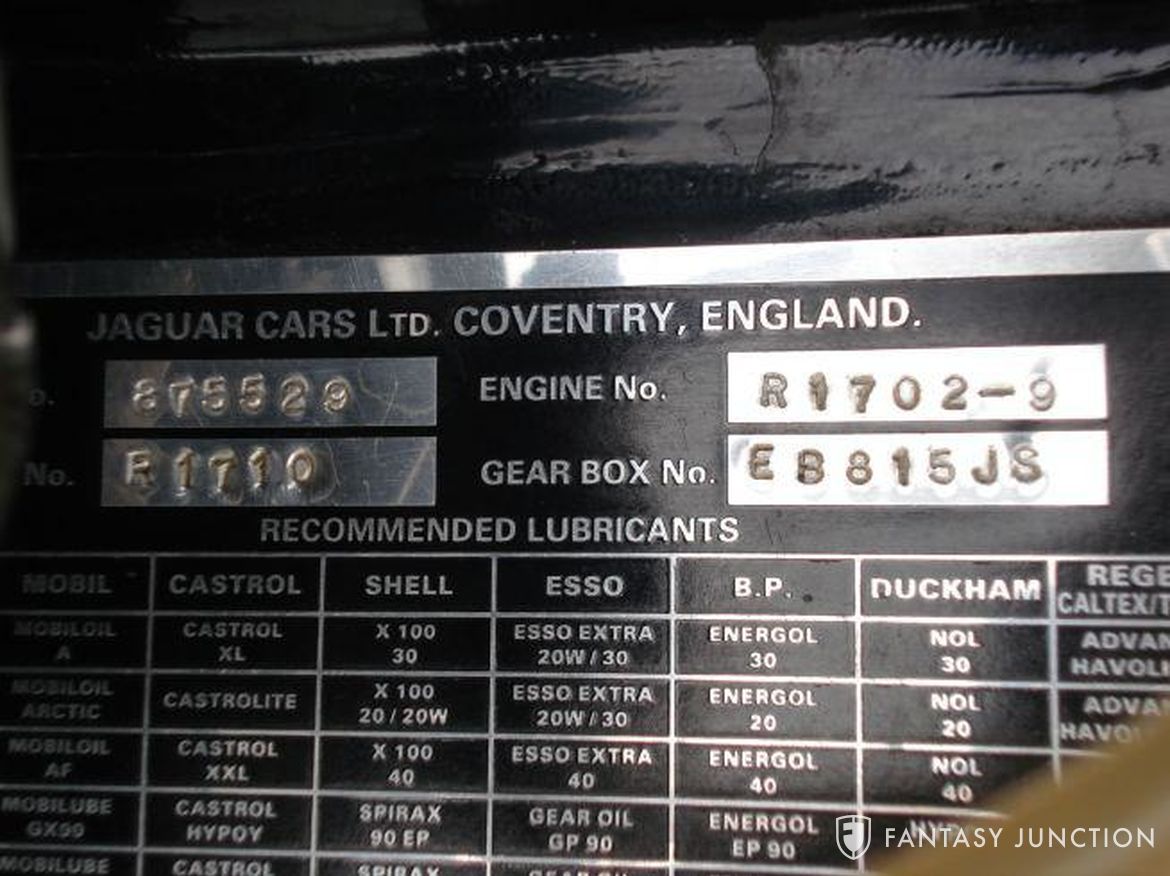 JAGUAR CARS LTD. COVENTRY, ENGLAND.
875529 ENGINE No. R1702-9
No. R1710 GEAR BOX No. EB815JS
RECOMMENDED LUBRICANTS
MOBIL CASTROL SHELL ESSO B.P. DUCKHAM
MOBILOIL A CASTROL XL X 100 30 ESSO EXTRA 20W/30 ENERGOL 30 NOL 30
MOBILOIL ARCTIC CASTROLITE X 100 20/20W ESSO EXTRA 20W/30 ENERGOL 20 NOL 20
MOBILOIL AF CASTROL XXL X 100 40 ESSO EXTRA 40 ENERGOL 40 NOL 40
MOBILUBE GX90 CASTROL HYPOY SPIRAX 90 EP GEAR OIL GP 90 ENERGOL EP 90
MOBILUBE CASTROL SPIRAX GEAR OIL
FANTASY JUNCTION